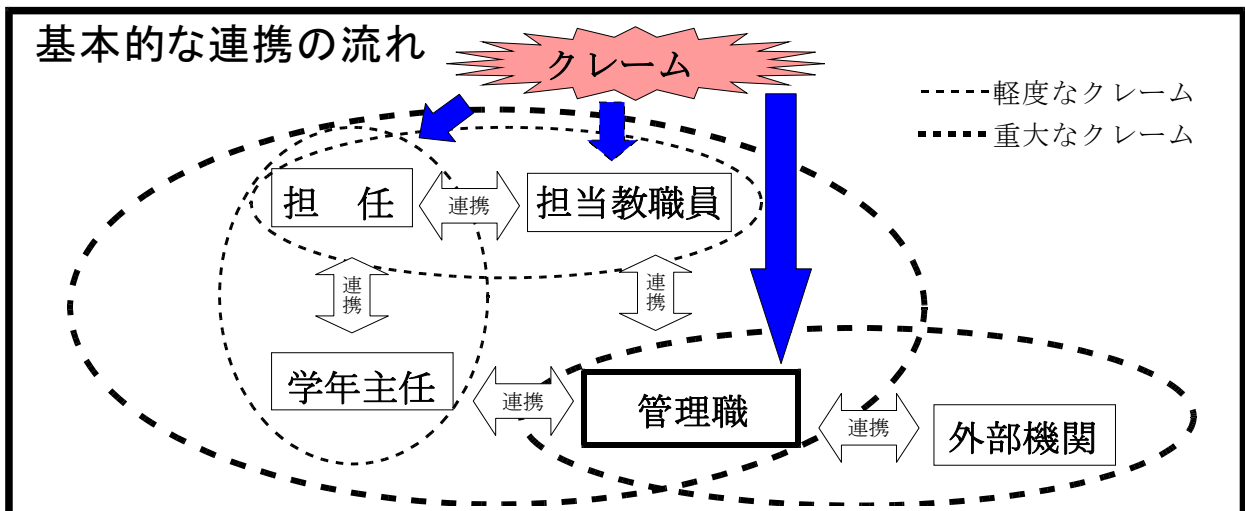 基本的な連携の流れ
クレーム
軽度なクレーム
重大なクレーム
担　任
連携
担当教職員
連携
連携
学年主任
連携
管理職
連携
外部機関